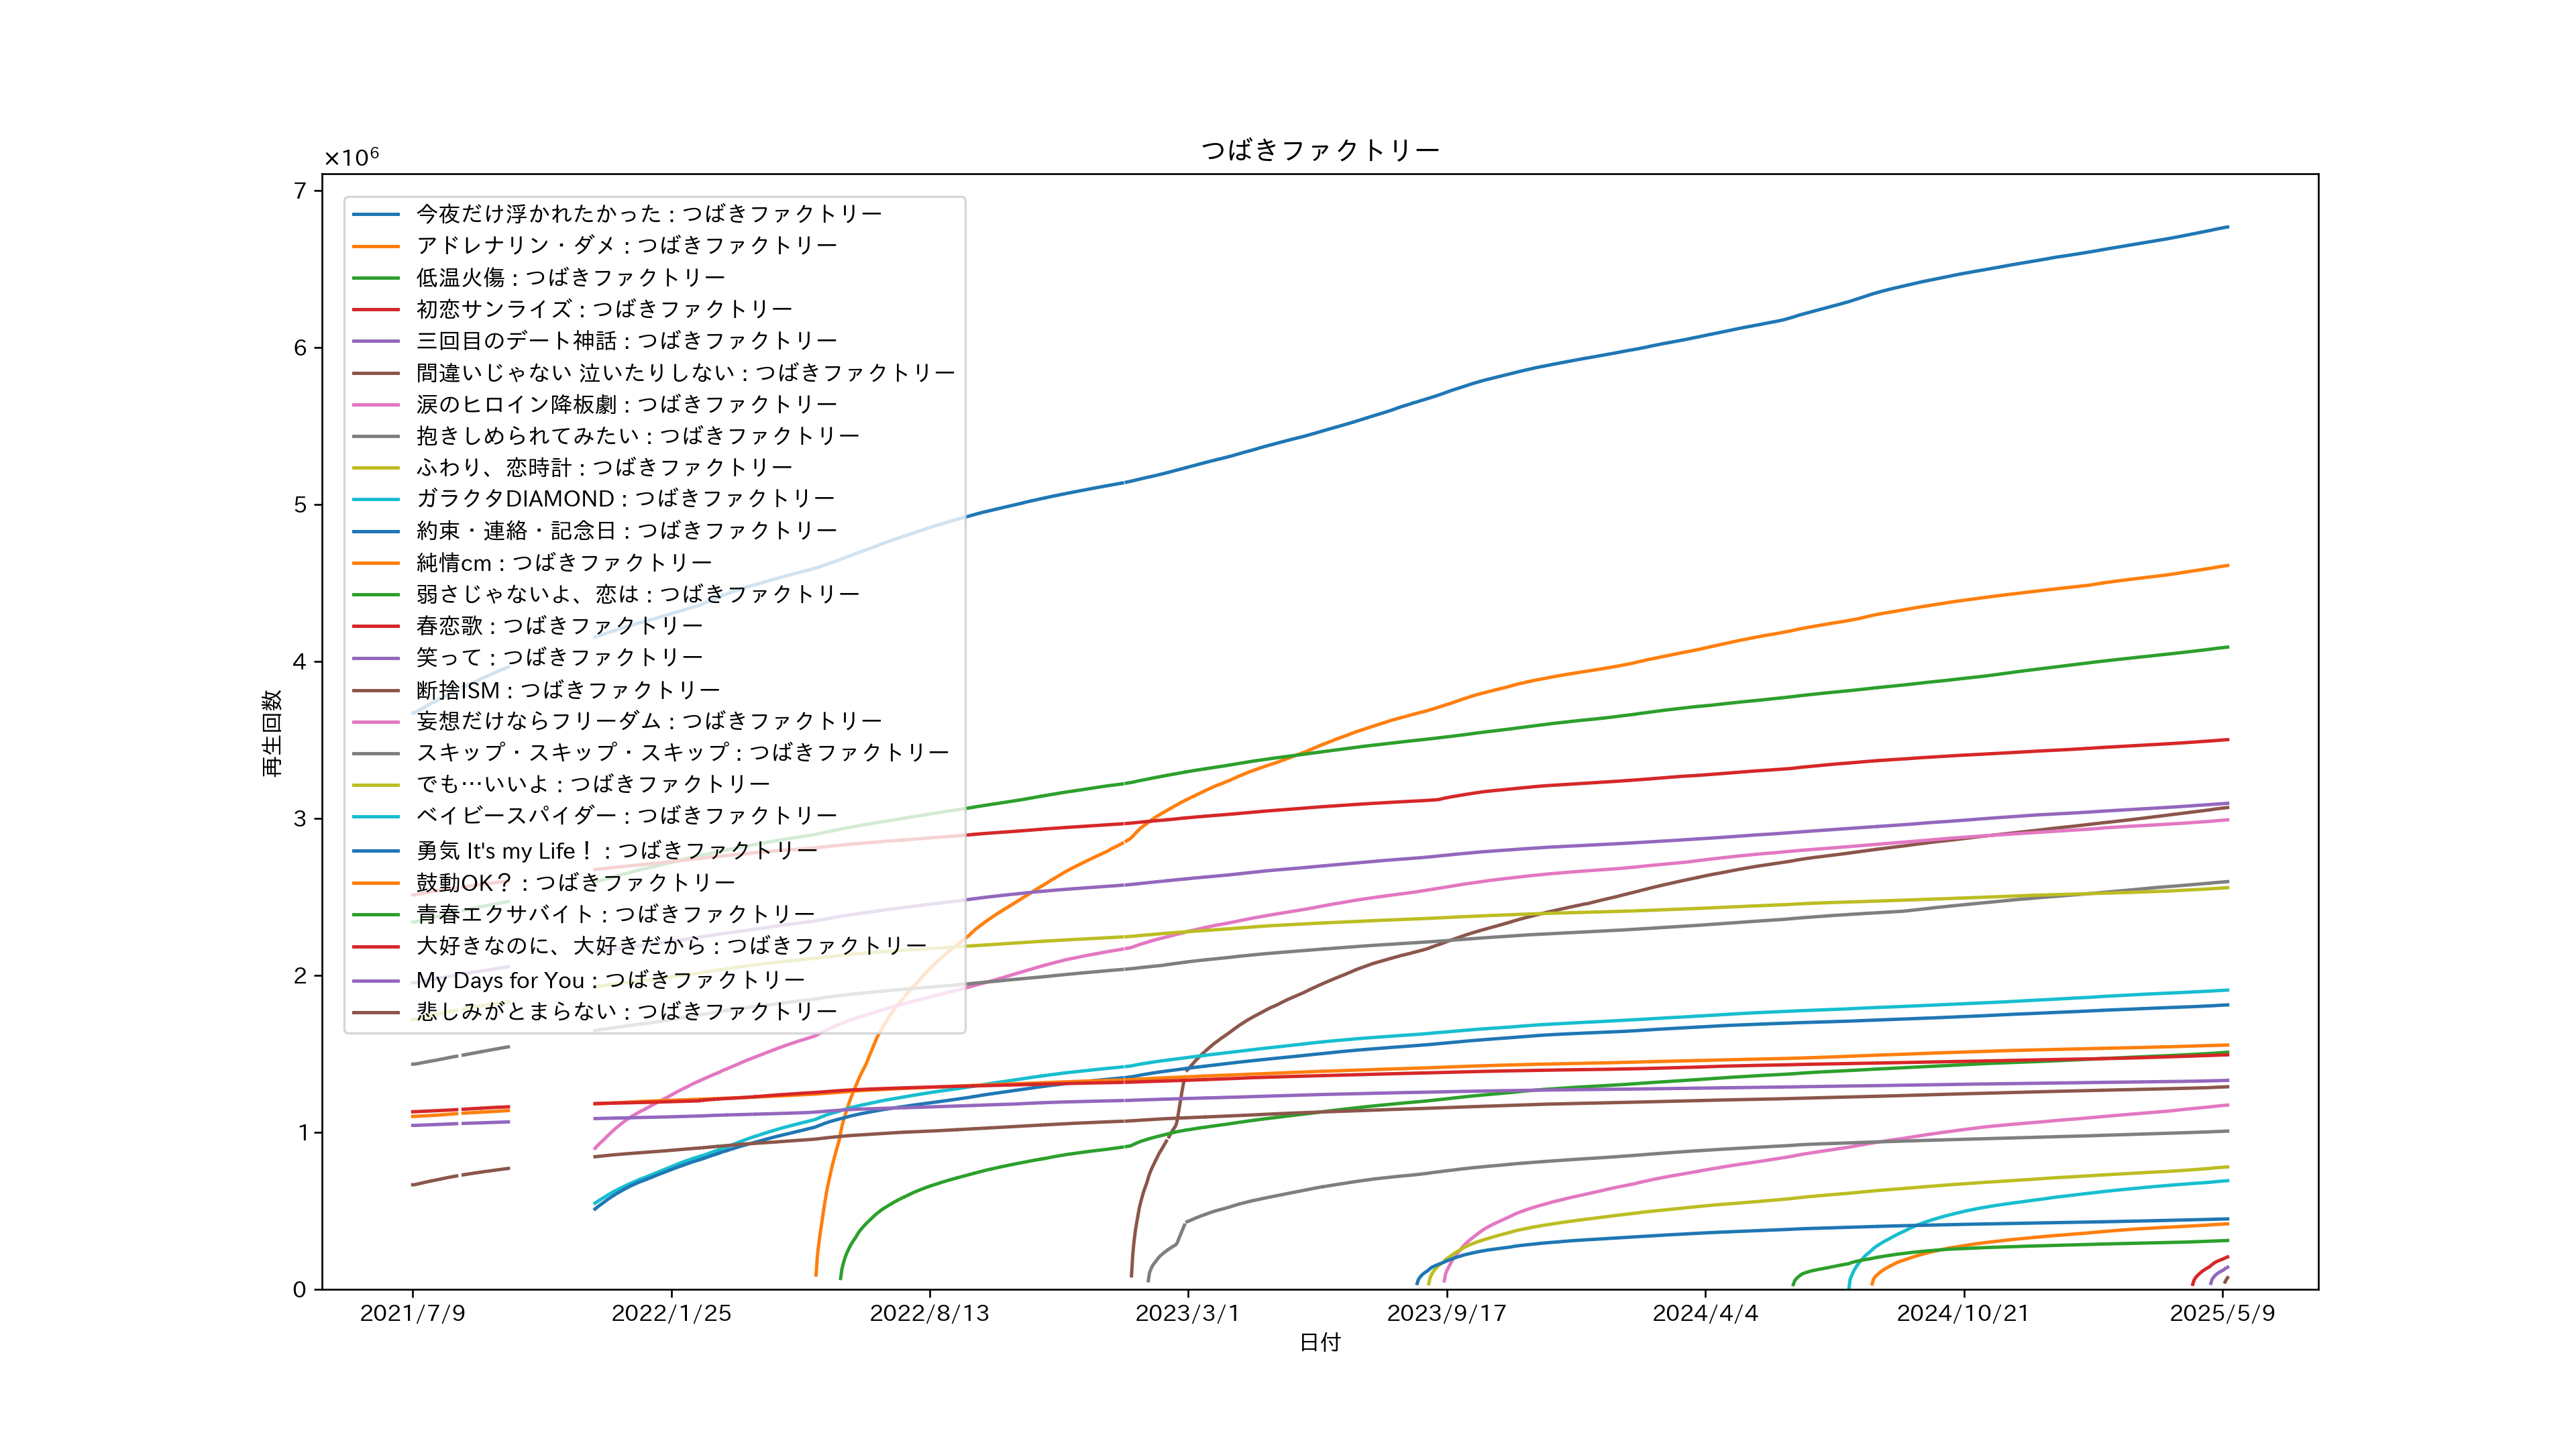 つばきファクトリー
×10⁶
7
6
5
4
3
2
1
0
再生回数
今夜だけ浮かれたかった : つばきファクトリー
アドレナリン・ダメ : つばきファクトリー
低温火傷 : つばきファクトリー
初恋サンライズ : つばきファクトリー
三回目のデート神話 : つばきファクトリー
間違いじゃない 泣いたりしない : つばきファクトリー
涙のヒロイン降板劇 : つばきファクトリー
抱きしめられてみたい : つばきファクトリー
ふわり、恋時計 : つばきファクトリー
ガラクタDIAMOND : つばきファクトリー
約束・連絡・記念日 : つばきファクトリー
純情cm : つばきファクトリー
弱さじゃないよ、恋は : つばきファクトリー
春恋歌 : つばきファクトリー
笑って : つばきファクトリー
断捨ISM : つばきファクトリー
妄想だけならフリーダム : つばきファクトリー
スキップ・スキップ・スキップ : つばきファクトリー
でも…いいよ : つばきファクトリー
ベイビースパイダー : つばきファクトリー
勇気 It's my Life！ : つばきファクトリー
鼓動OK？ : つばきファクトリー
青春エクサバイト : つばきファクトリー
大好きなのに、大好きだから : つばきファクトリー
My Days for You : つばきファクトリー
悲しみがとまらない : つばきファクトリー
2021/7/9 2022/1/25 2022/8/13 2023/3/1 2023/9/17 2024/4/4 2024/10/21 2025/5/9
日付